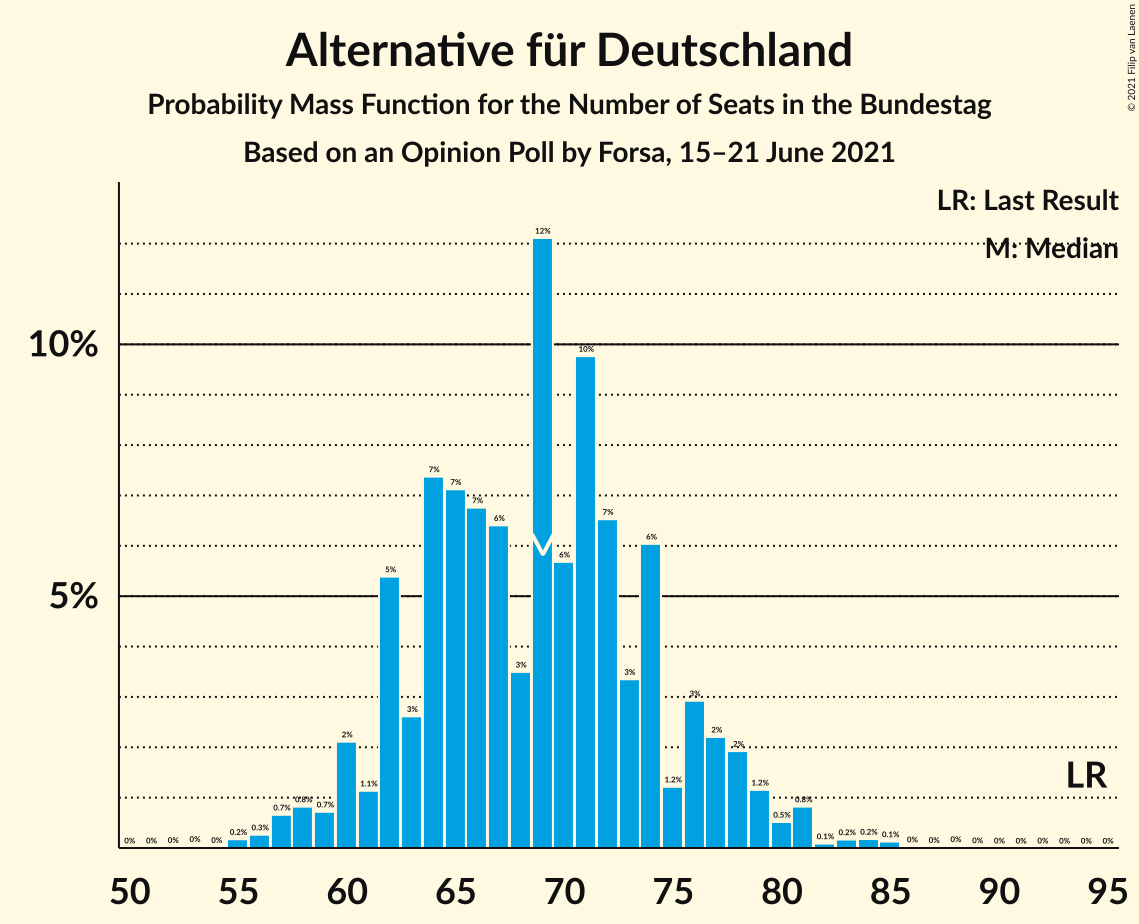 © 2021 Filip van Laenen
Alternative für Deutschland
Probability Mass Function for the Number of Seats in the Bundestag
Based on an Opinion Poll by Forsa, 15–21 June 2021
LR: Last Result
M: Median
10%
5%
0% 0% 0% 0% 0% 0.2% 0.3% 0.7% 0.8% 0.7% 2% 1.1% 5% 3% 7% 7% 7% 6% 3% 12% 6% 10% 7% 3% 6% 1.2% 3% 2% 2% 1.2% 0.5% 0.8% 0.1% 0.2% 0.2% 0.1% 0% 0% 0% 0% 0% 0% 0% 0% 0% 0%
LR
50 55 60 65 70 75 80 85 90 95